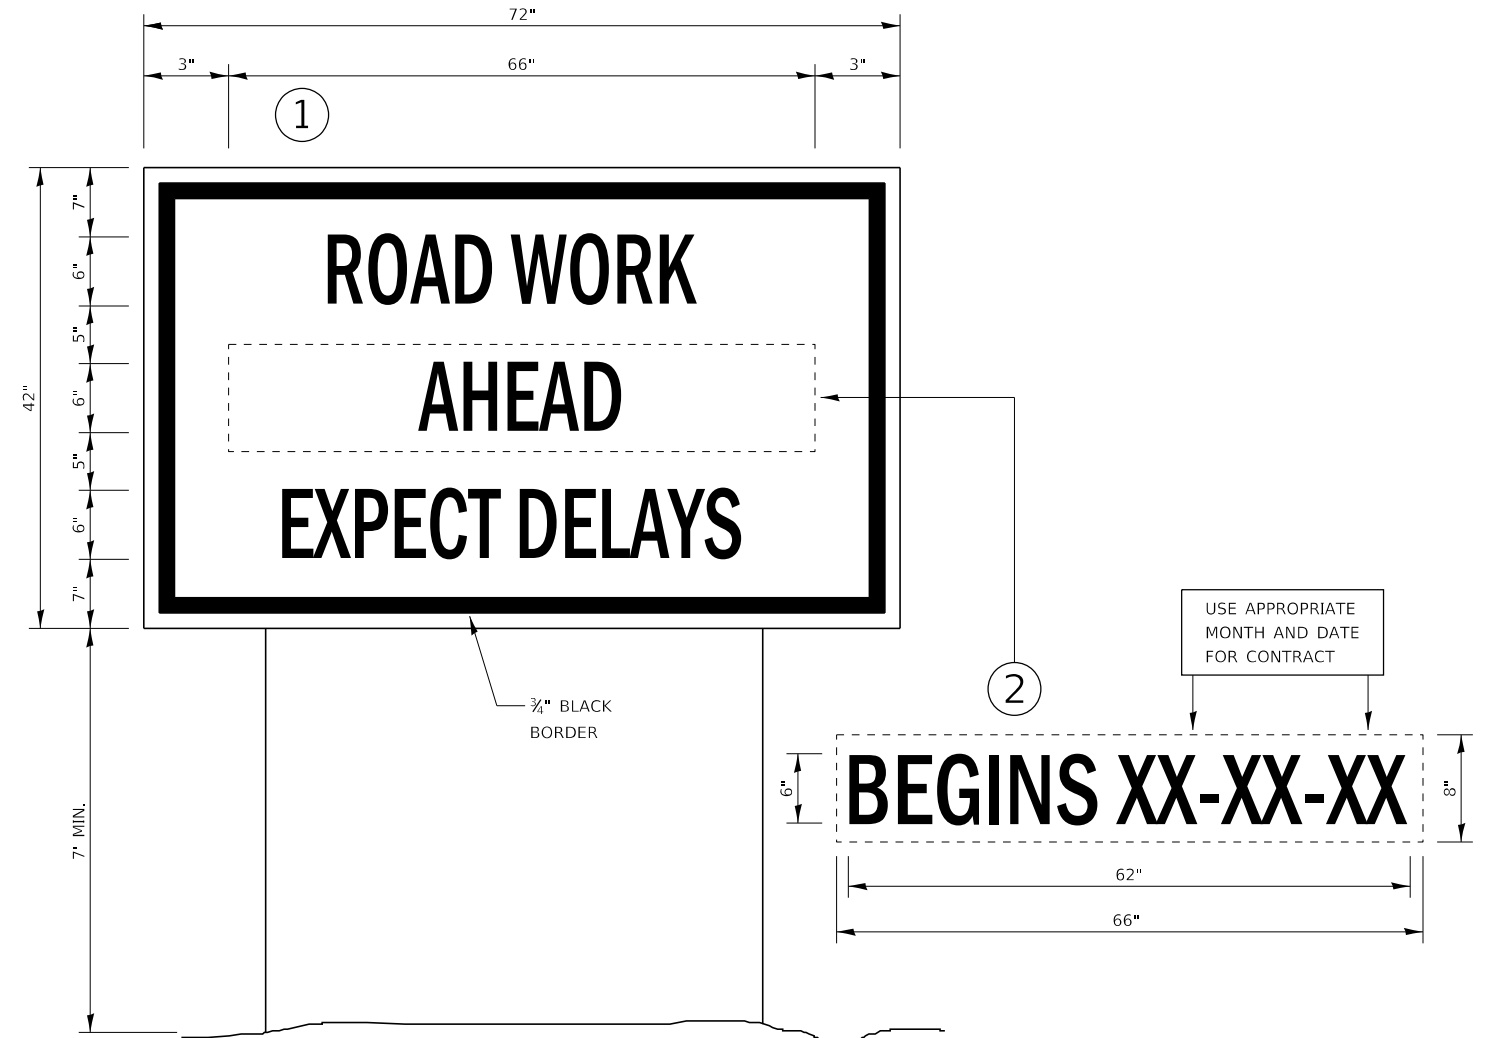 72"
3" 66" 3"
1
7"
6"
5"
6"
5"
6"
7"
42"
ROAD WORK
AHEAD
EXPECT DELAYS
¾" BLACK
BORDER
7' MIN.
2
USE APPROPRIATE
MONTH AND DATE
FOR CONTRACT
6"
BEGINS XX-XX-XX
8"
62"
66"